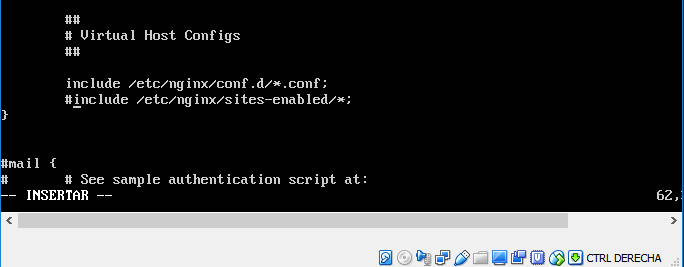 ##
# Virtual Host Configs
##
include /etc/nginx/conf.d/*.conf;
#include /etc/nginx/sites-enabled/*;
}
#mail {
#       # See sample authentication script at:
-- INSERTAR --                                                                 62,
CTRL DERECHA